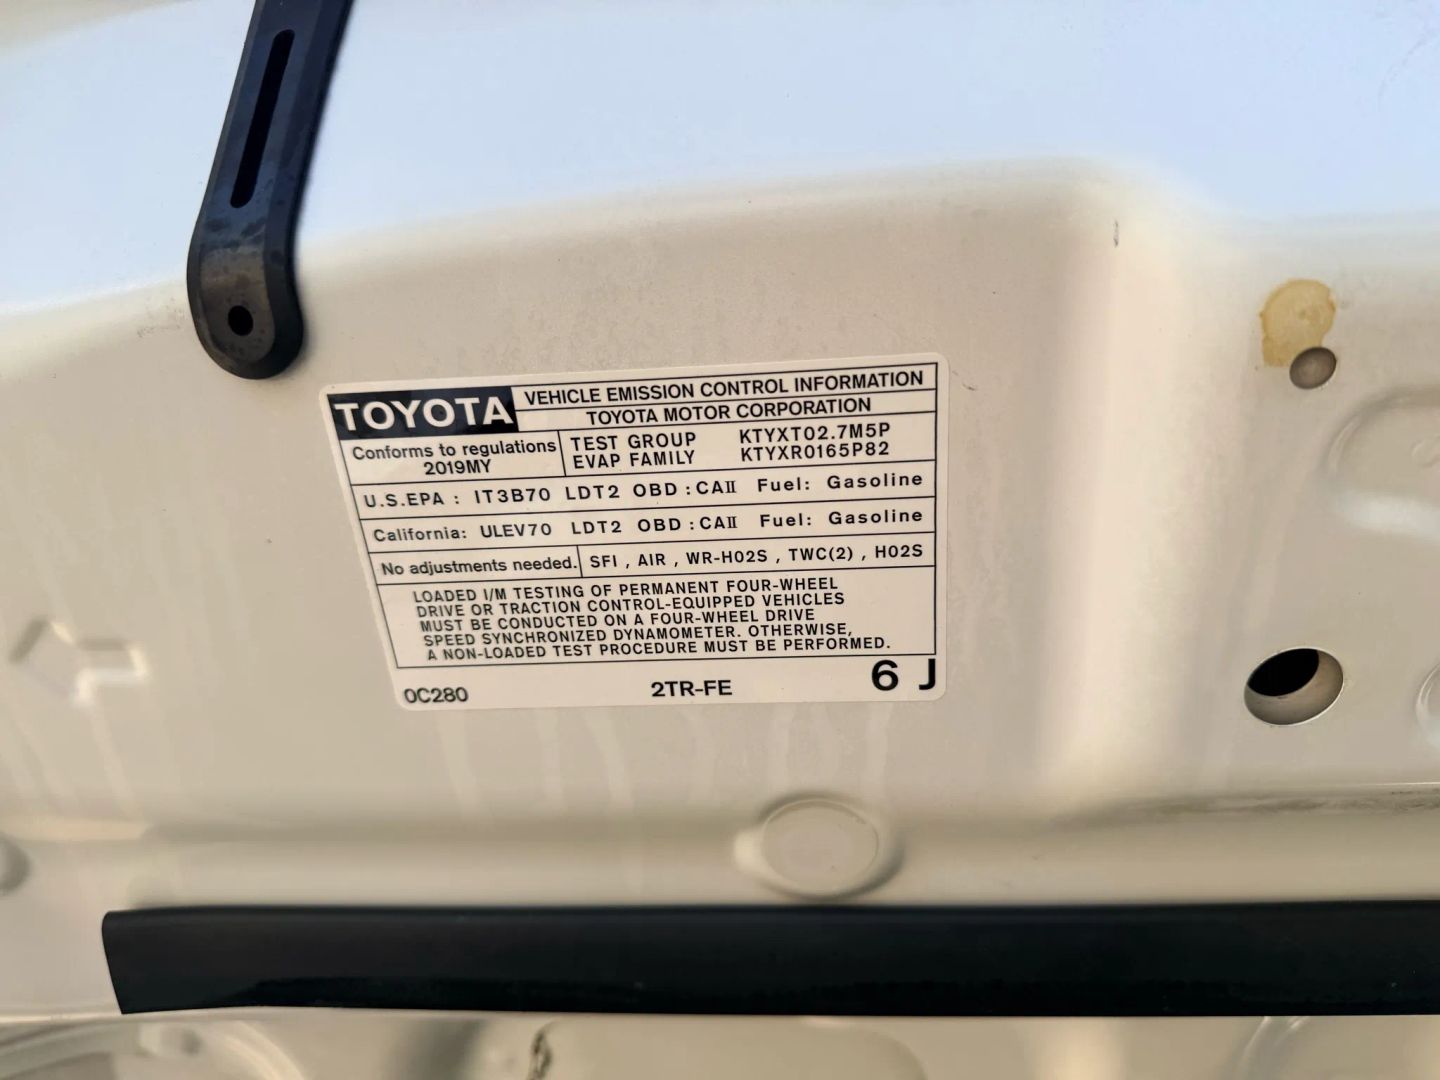 TOYOTA VEHICLE EMISSION CONTROL INFORMATION
TOYOTA MOTOR CORPORATION
Conforms to regulations
2019MY
TEST GROUP KTYXT02.7M5P
EVAP FAMILY KTYXR0165P82
U.S.EPA : IT3B70 LDT2 OBD : CAII Fuel: Gasoline
California: ULEV70 LDT2 OBD : CAII Fuel: Gasoline
No adjustments needed. SFI , AIR , WR-HO2S , TWC(2) , HO2S
LOADED I/M TESTING OF PERMANENT FOUR-WHEEL
DRIVE OR TRACTION CONTROL-EQUIPPED VEHICLES
MUST BE CONDUCTED ON A FOUR-WHEEL DRIVE
SPEED SYNCHRONIZED DYNAMOMETER. OTHERWISE,
A NON-LOADED TEST PROCEDURE MUST BE PERFORMED.
0C280 2TR-FE 6 J